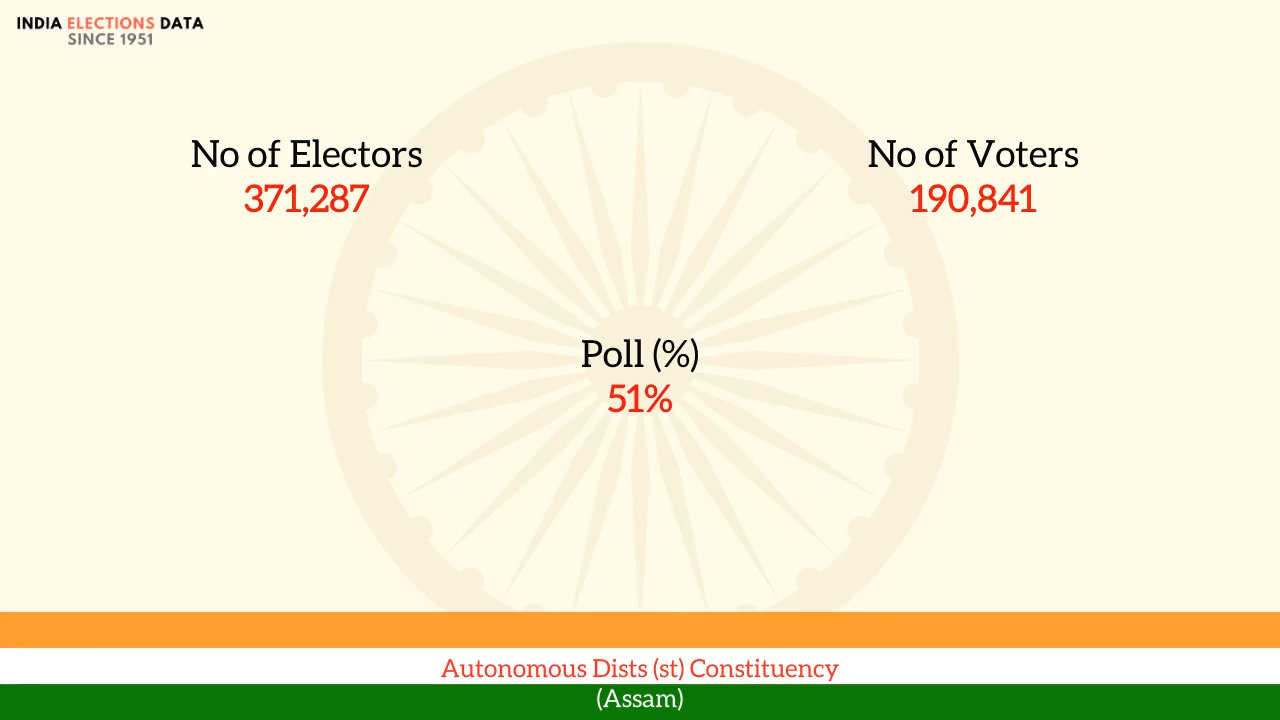 INDIA ELECTIONS DATA
SINCE 1951
No of Electors
371,287
No of Voters
190,841
Poll (%)
51%
Autonomous Dists (st) Constituency
(Assam)